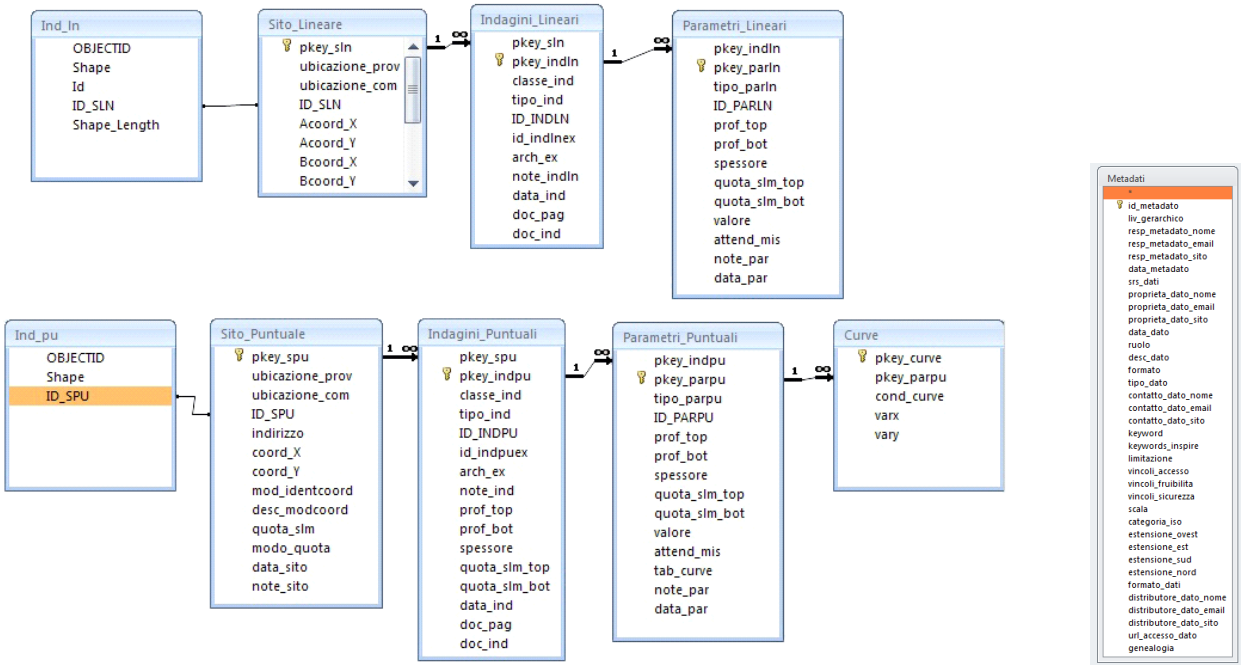 Ind_ln
OBJECTID
Shape
Id
ID_SLN
Shape_Length
Sito_Lineare
pkey_sln
ubicazione_prov
ubicazione_com
ID_SLN
Acoord_X
Acoord_Y
Bcoord_X
Bcoord_Y
1
∞
Indagini_Lineari
pkey_sln
pkey_indln
classe_ind
tipo_ind
ID_INDLN
id_indlnex
arch_ex
note_indln
data_ind
doc_pag
doc_ind
1
∞
Parametri_Lineari
pkey_indln
pkey_parln
tipo_parln
ID_PARLN
prof_top
prof_bot
spessore
quota_slm_top
quota_slm_bot
valore
attend_mis
note_par
data_par
Ind_pu
OBJECTID
Shape
ID_SPU
Sito_Puntuale
pkey_spu
ubicazione_prov
ubicazione_com
ID_SPU
indirizzo
coord_X
coord_Y
mod_identcoord
desc_modcoord
quota_slm
modo_quota
data_sito
note_sito
1
∞
Indagini_Puntuali
pkey_spu
pkey_indpu
classe_ind
tipo_ind
ID_INDPU
id_indpuex
arch_ex
note_ind
prof_top
prof_bot
spessore
quota_slm_top
quota_slm_bot
data_ind
doc_pag
doc_ind
1
∞
Parametri_Puntuali
pkey_indpu
pkey_parpu
tipo_parpu
ID_PARPU
prof_top
prof_bot
spessore
quota_slm_top
quota_slm_bot
valore
attend_mis
tab_curve
note_par
data_par
1
∞
Curve
pkey_curve
pkey_parpu
cond_curve
varx
vary
Metadati
*
id_metadato
liv_gerarchico
resp_metadato_nome
resp_metadato_email
resp_metadato_sito
data_metadato
srs_dati
proprieta_dato_nome
proprieta_dato_email
proprieta_dato_sito
data_dato
ruolo
desc_dato
formato
tipo_dato
contatto_dato_nome
contatto_dato_email
contatto_dato_sito
keyword
keywords_inspire
limitazione
vincoli_accesso
vincoli_fruibilita
vincoli_sicurezza
scala
categoria_iso
estensione_ovest
estensione_est
estensione_sud
estensione_nord
formato_dati
distributore_dato_nome
distributore_dato_email
distributore_dato_sito
url_accesso_dato
genealogia